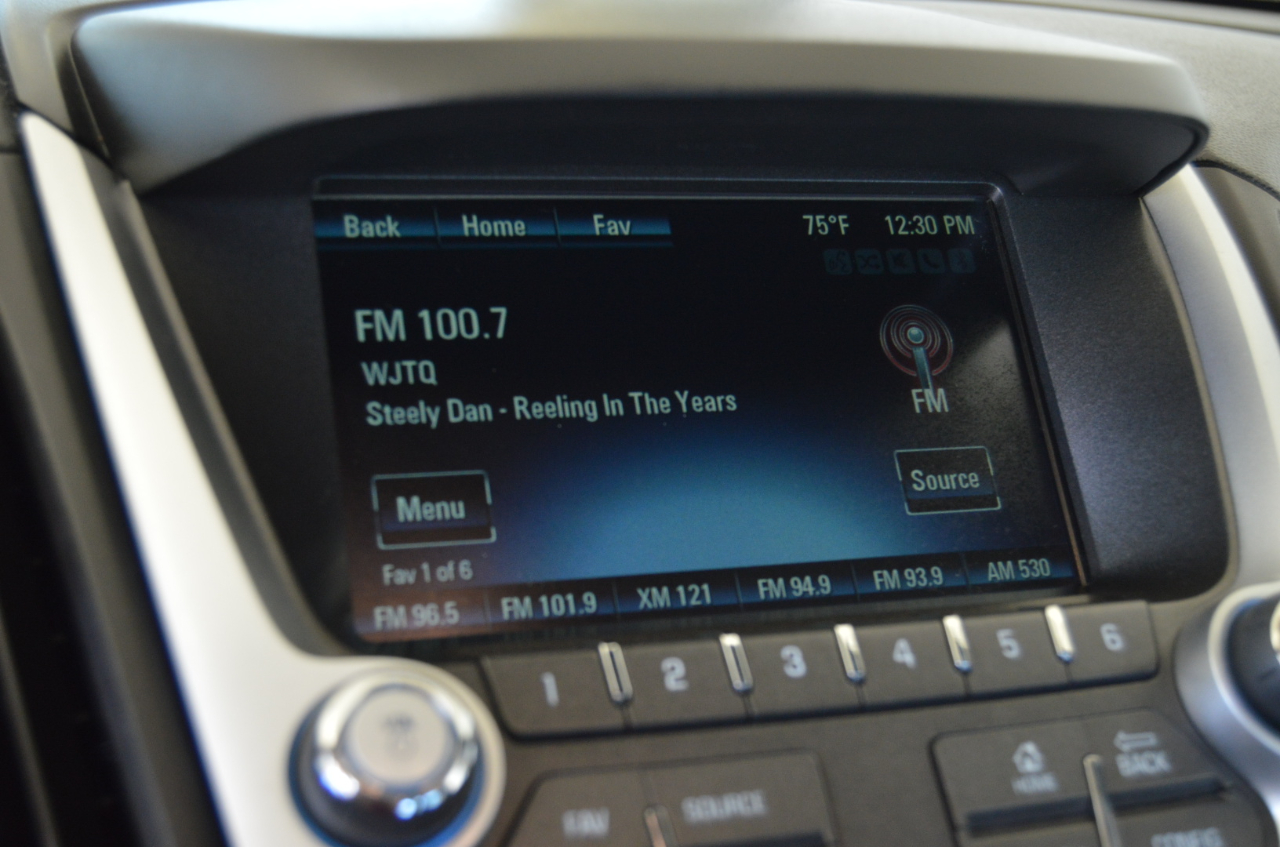 Back Home Fav 75°F 12:30 PM
FM 100.7
WJTQ
Steely Dan - Reeling In The Years
FM
Menu Source
Fav 1 of 6
FM 96.5 FM 101.9 XM 121 FM 94.9 FM 93.9 AM 530
1 2 3 4 5 6
FAV SOURCE HOME BACK
CONFIG